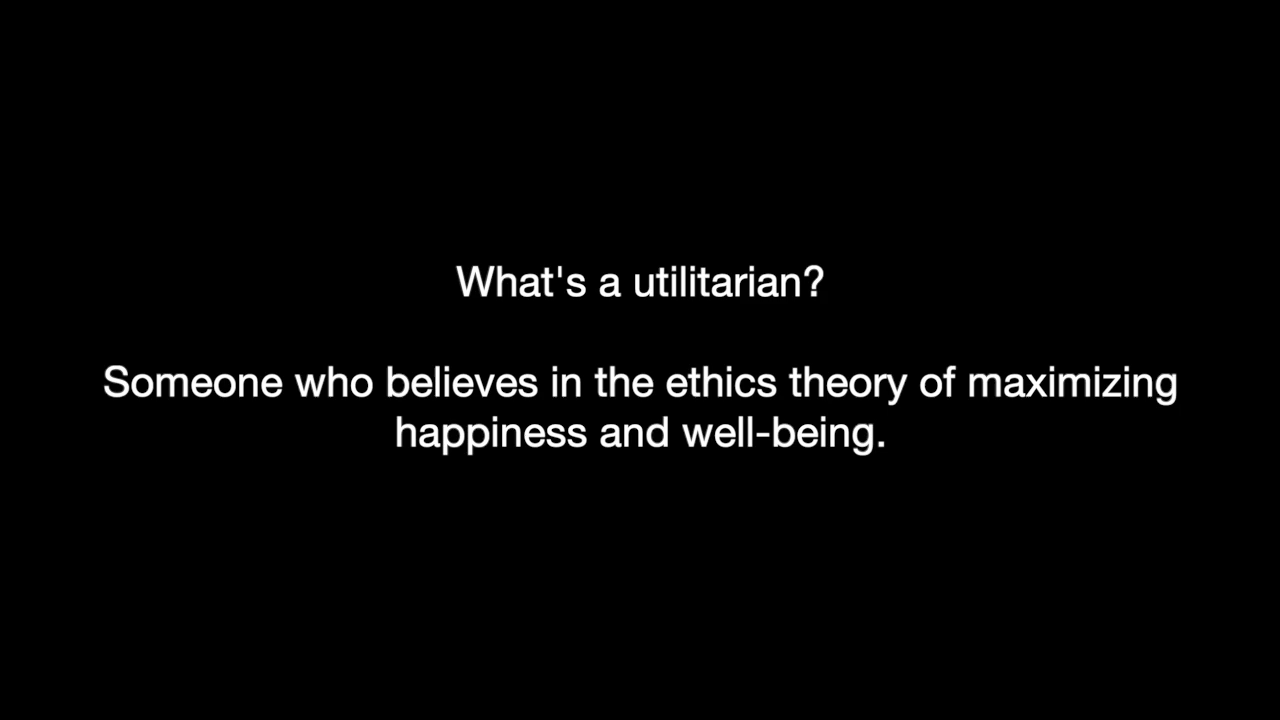 What's a utilitarian?
Someone who believes in the ethics theory of maximizing
happiness and well-being.